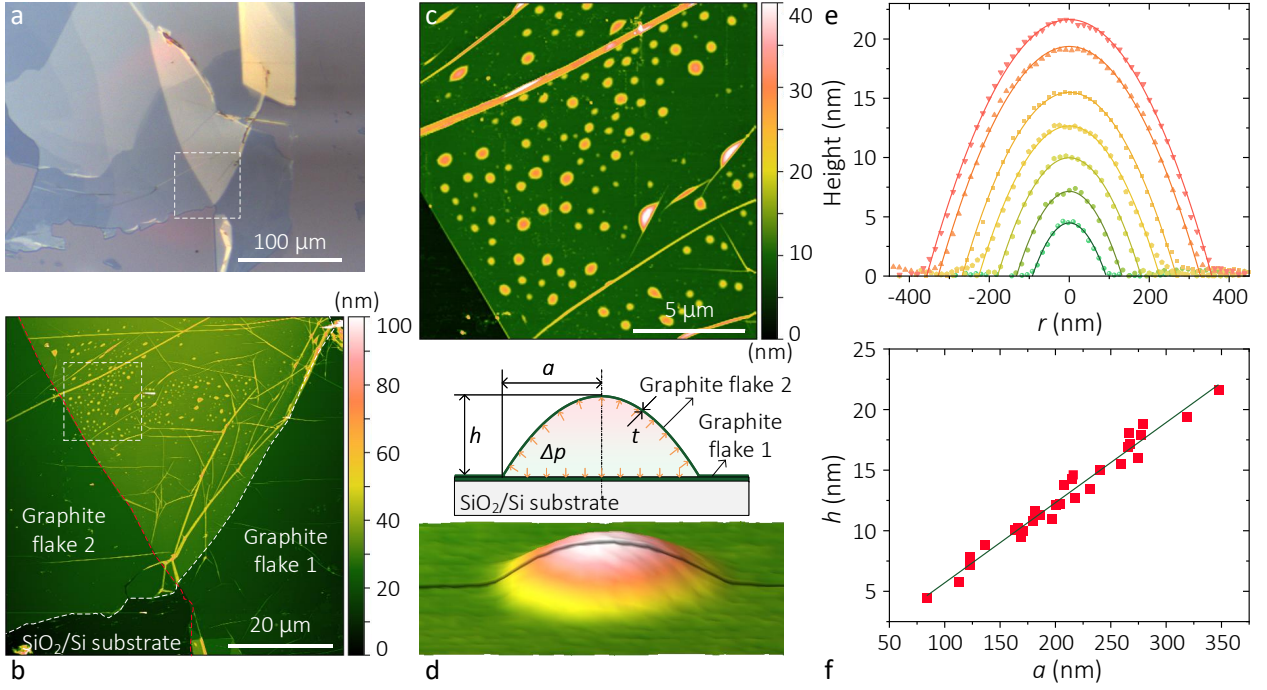 a
100 μm
(nm)
100
80
60
40
20
0
Graphite
flake 2
Graphite
flake 1
SiO2/Si substrate
20 μm
b
c
5 μm
40
30
20
10
0
(nm)
a
h
Δp
t
Graphite flake 2
Graphite
flake 1
SiO2/Si substrate
d
e
Height (nm)
20
15
10
5
0
-400
-200
0
200
400
r (nm)
h (nm)
25
20
15
10
5
50
100
150
200
250
300
350
a (nm)
f